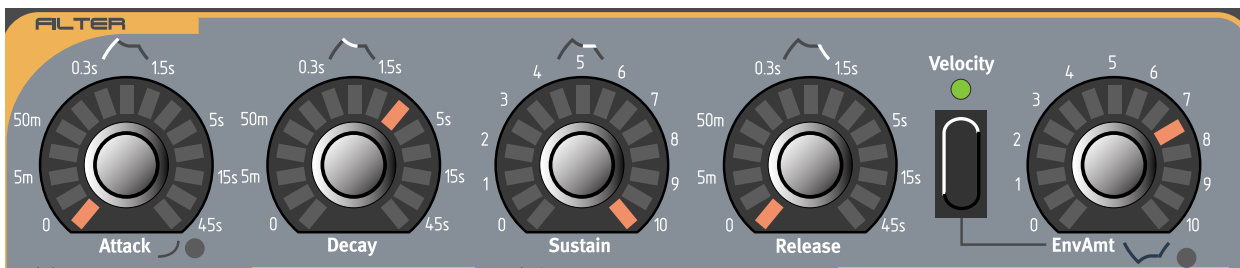 FILTER
0.3s 1.5s 0.3s 1.5s 4 5 6 0.3s 1.5s Velocity 4 5 6
50m 5s 50m 5s 3 7 50m 5s 3 7
2 8 2 8
5m 15s 5m 15s 1 9 5m 15s 1 9
0 45s 0 45s 0 10 0 45s 0 10
Attack Decay Sustain Release EnvAmt